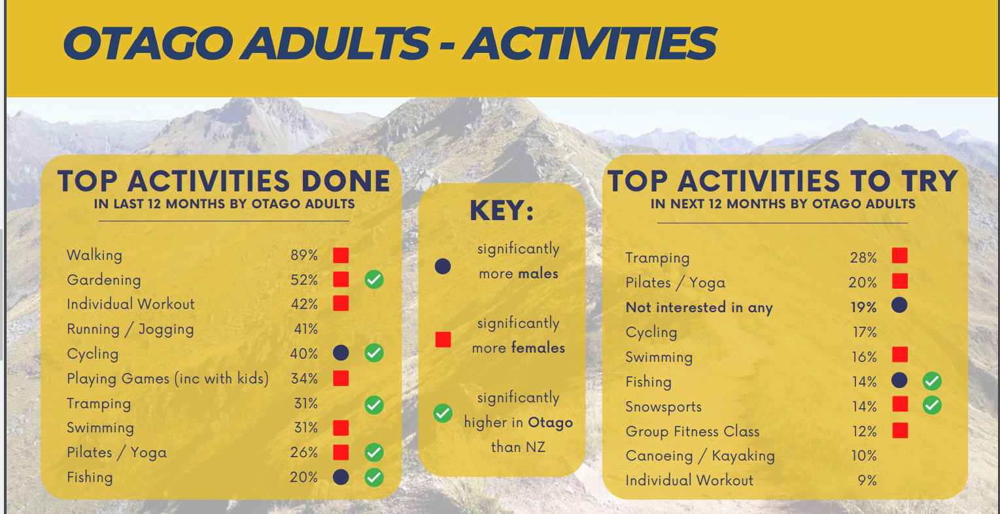 OTAGO ADULTS - ACTIVITIES
TOP ACTIVITIES DONE
IN LAST 12 MONTHS BY OTAGO ADULTS
Walking 89%
Gardening 52%
Individual Workout 42%
Running / Jogging 41%
Cycling 40%
Playing Games (inc with kids) 34%
Tramping 31%
Swimming 31%
Pilates / Yoga 26%
Fishing 20%
KEY:
significantly
more males
significantly
more females
significantly
higher in Otago
than NZ
TOP ACTIVITIES TO TRY
IN NEXT 12 MONTHS BY OTAGO ADULTS
Tramping 28%
Pilates / Yoga 20%
Not interested in any 19%
Cycling 17%
Swimming 16%
Fishing 14%
Snowsports 14%
Group Fitness Class 12%
Canoeing / Kayaking 10%
Individual Workout 9%